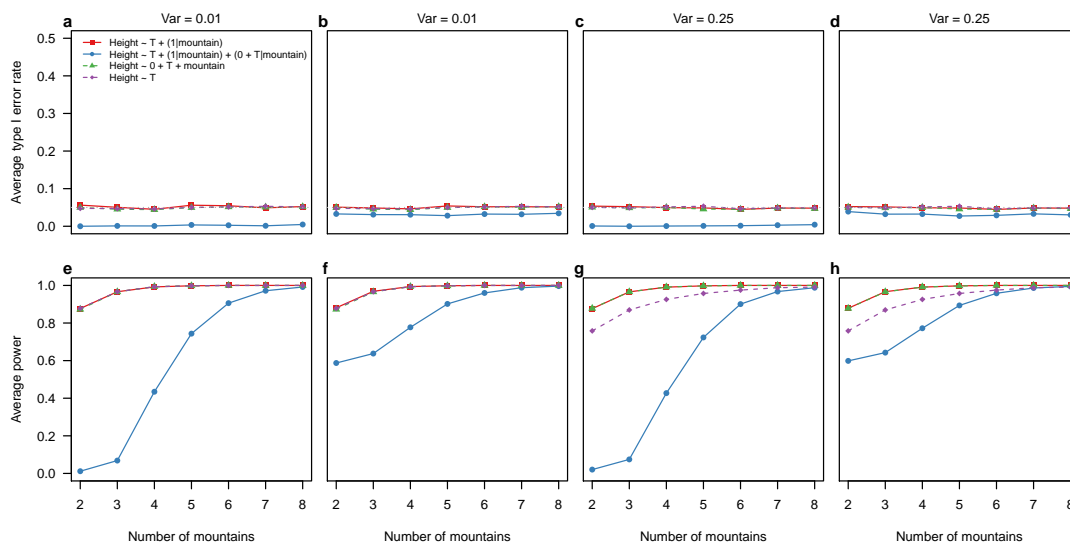 a Var = 0.01 b Var = 0.01 c Var = 0.25 d Var = 0.25
Height ~ T + (1|mountain)
Height ~ T + (1|mountain) + (0 + T|mountain)
Height ~ 0 + T + mountain
Height ~ T
Average type I error rate
0.5
0.4
0.3
0.2
0.1
0.0
e f g h
Average power
1.0
0.8
0.6
0.4
0.2
0.0
2 3 4 5 6 7 8 2 3 4 5 6 7 8 2 3 4 5 6 7 8 2 3 4 5 6 7 8
Number of mountains Number of mountains Number of mountains Number of mountains